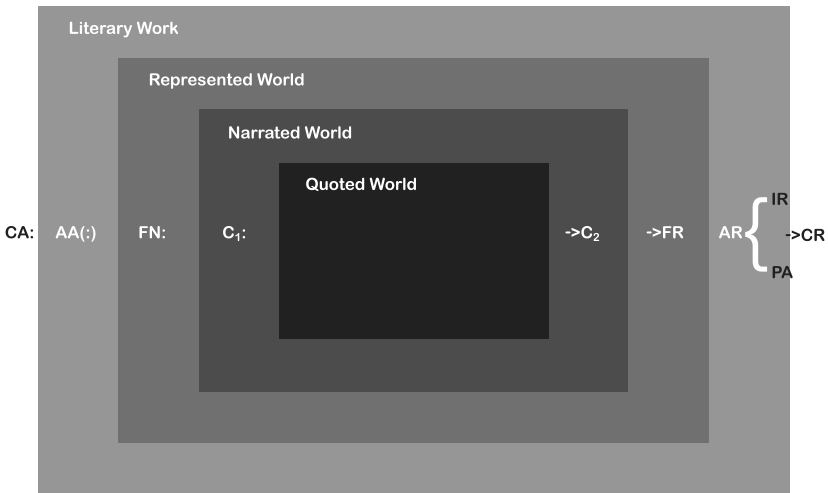 Literary Work
Represented World
Narrated World
Quoted World
IR
CA: AA(:) FN: C₁: ->C₂ ->FR AR{ ->CR
PA